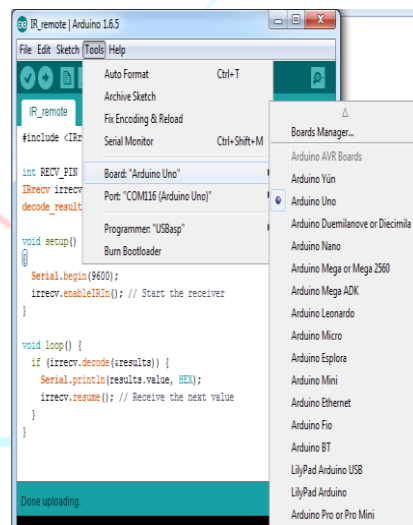 IR_remote | Arduino 1.6.5
File Edit Sketch Tools Help
Auto Format Ctrl+T
Archive Sketch
Fix Encoding & Reload
Serial Monitor Ctrl+Shift+M
Board: "Arduino Uno"
Port: "COM116 (Arduino Uno)"
Programmer: "USBasp"
Burn Bootloader
Boards Manager...
Arduino AVR Boards
Arduino Yún
Arduino Uno
Arduino Duemilanove or Diecimila
Arduino Nano
Arduino Mega or Mega 2560
Arduino Mega ADK
Arduino Leonardo
Arduino Micro
Arduino Esplora
Arduino Mini
Arduino Ethernet
Arduino Fio
Arduino BT
LilyPad Arduino USB
LilyPad Arduino
Arduino Pro or Pro Mini
IR_remote
#include <IRr
int RECV_PIN
IRrecv irrecv
decode_result
void setup()
{
Serial.begin(9600);
irrecv.enableIRIn(); // Start the receiver
}
void loop() {
if (irrecv.decode(&results)) {
Serial.println(results.value, HEX);
irrecv.resume(); // Receive the next value
}
}
Done uploading.